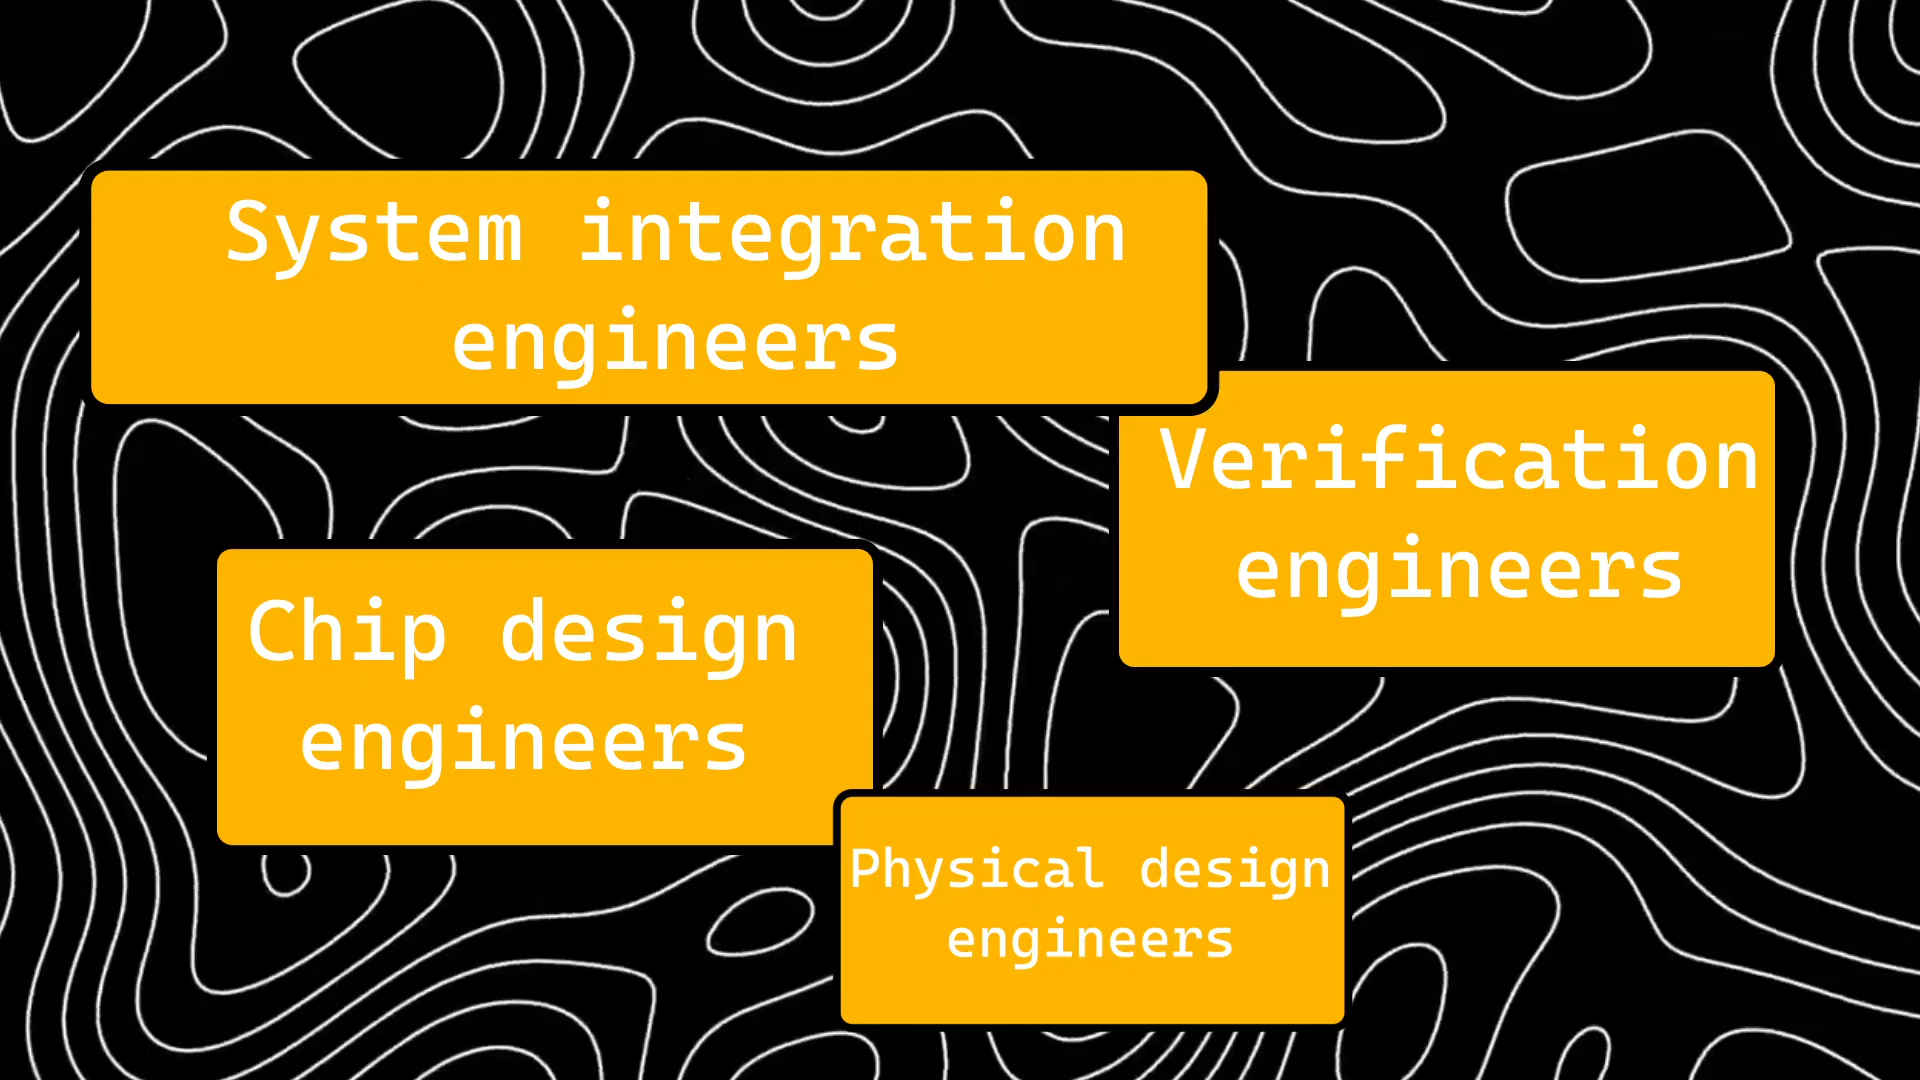 System integration
engineers
Verification
engineers
Chip design
engineers
Physical design
engineers